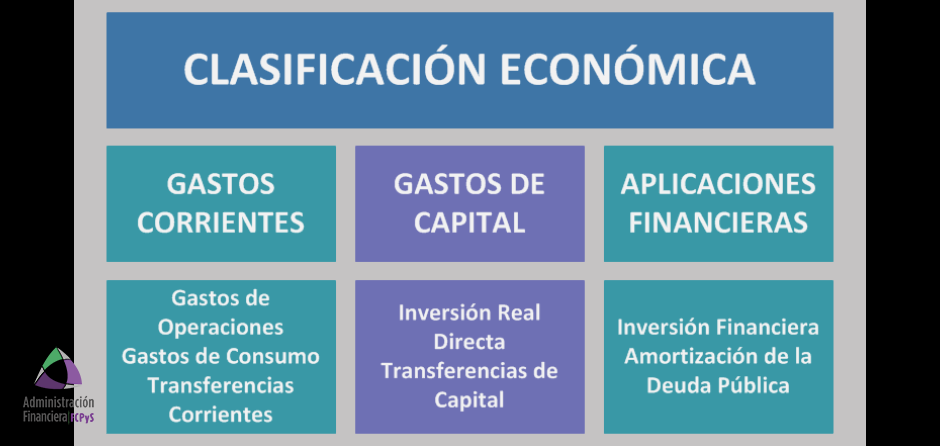 CLASIFICACIÓN ECONÓMICA
GASTOS
CORRIENTES
GASTOS DE
CAPITAL
APLICACIONES
FINANCIERAS
Gastos de
Operaciones
Gastos de Consumo
Transferencias
Corrientes
Inversión Real
Directa
Transferencias de
Capital
Inversión Financiera
Amortización de la
Deuda Pública
Administración
Financiera|FCPyS